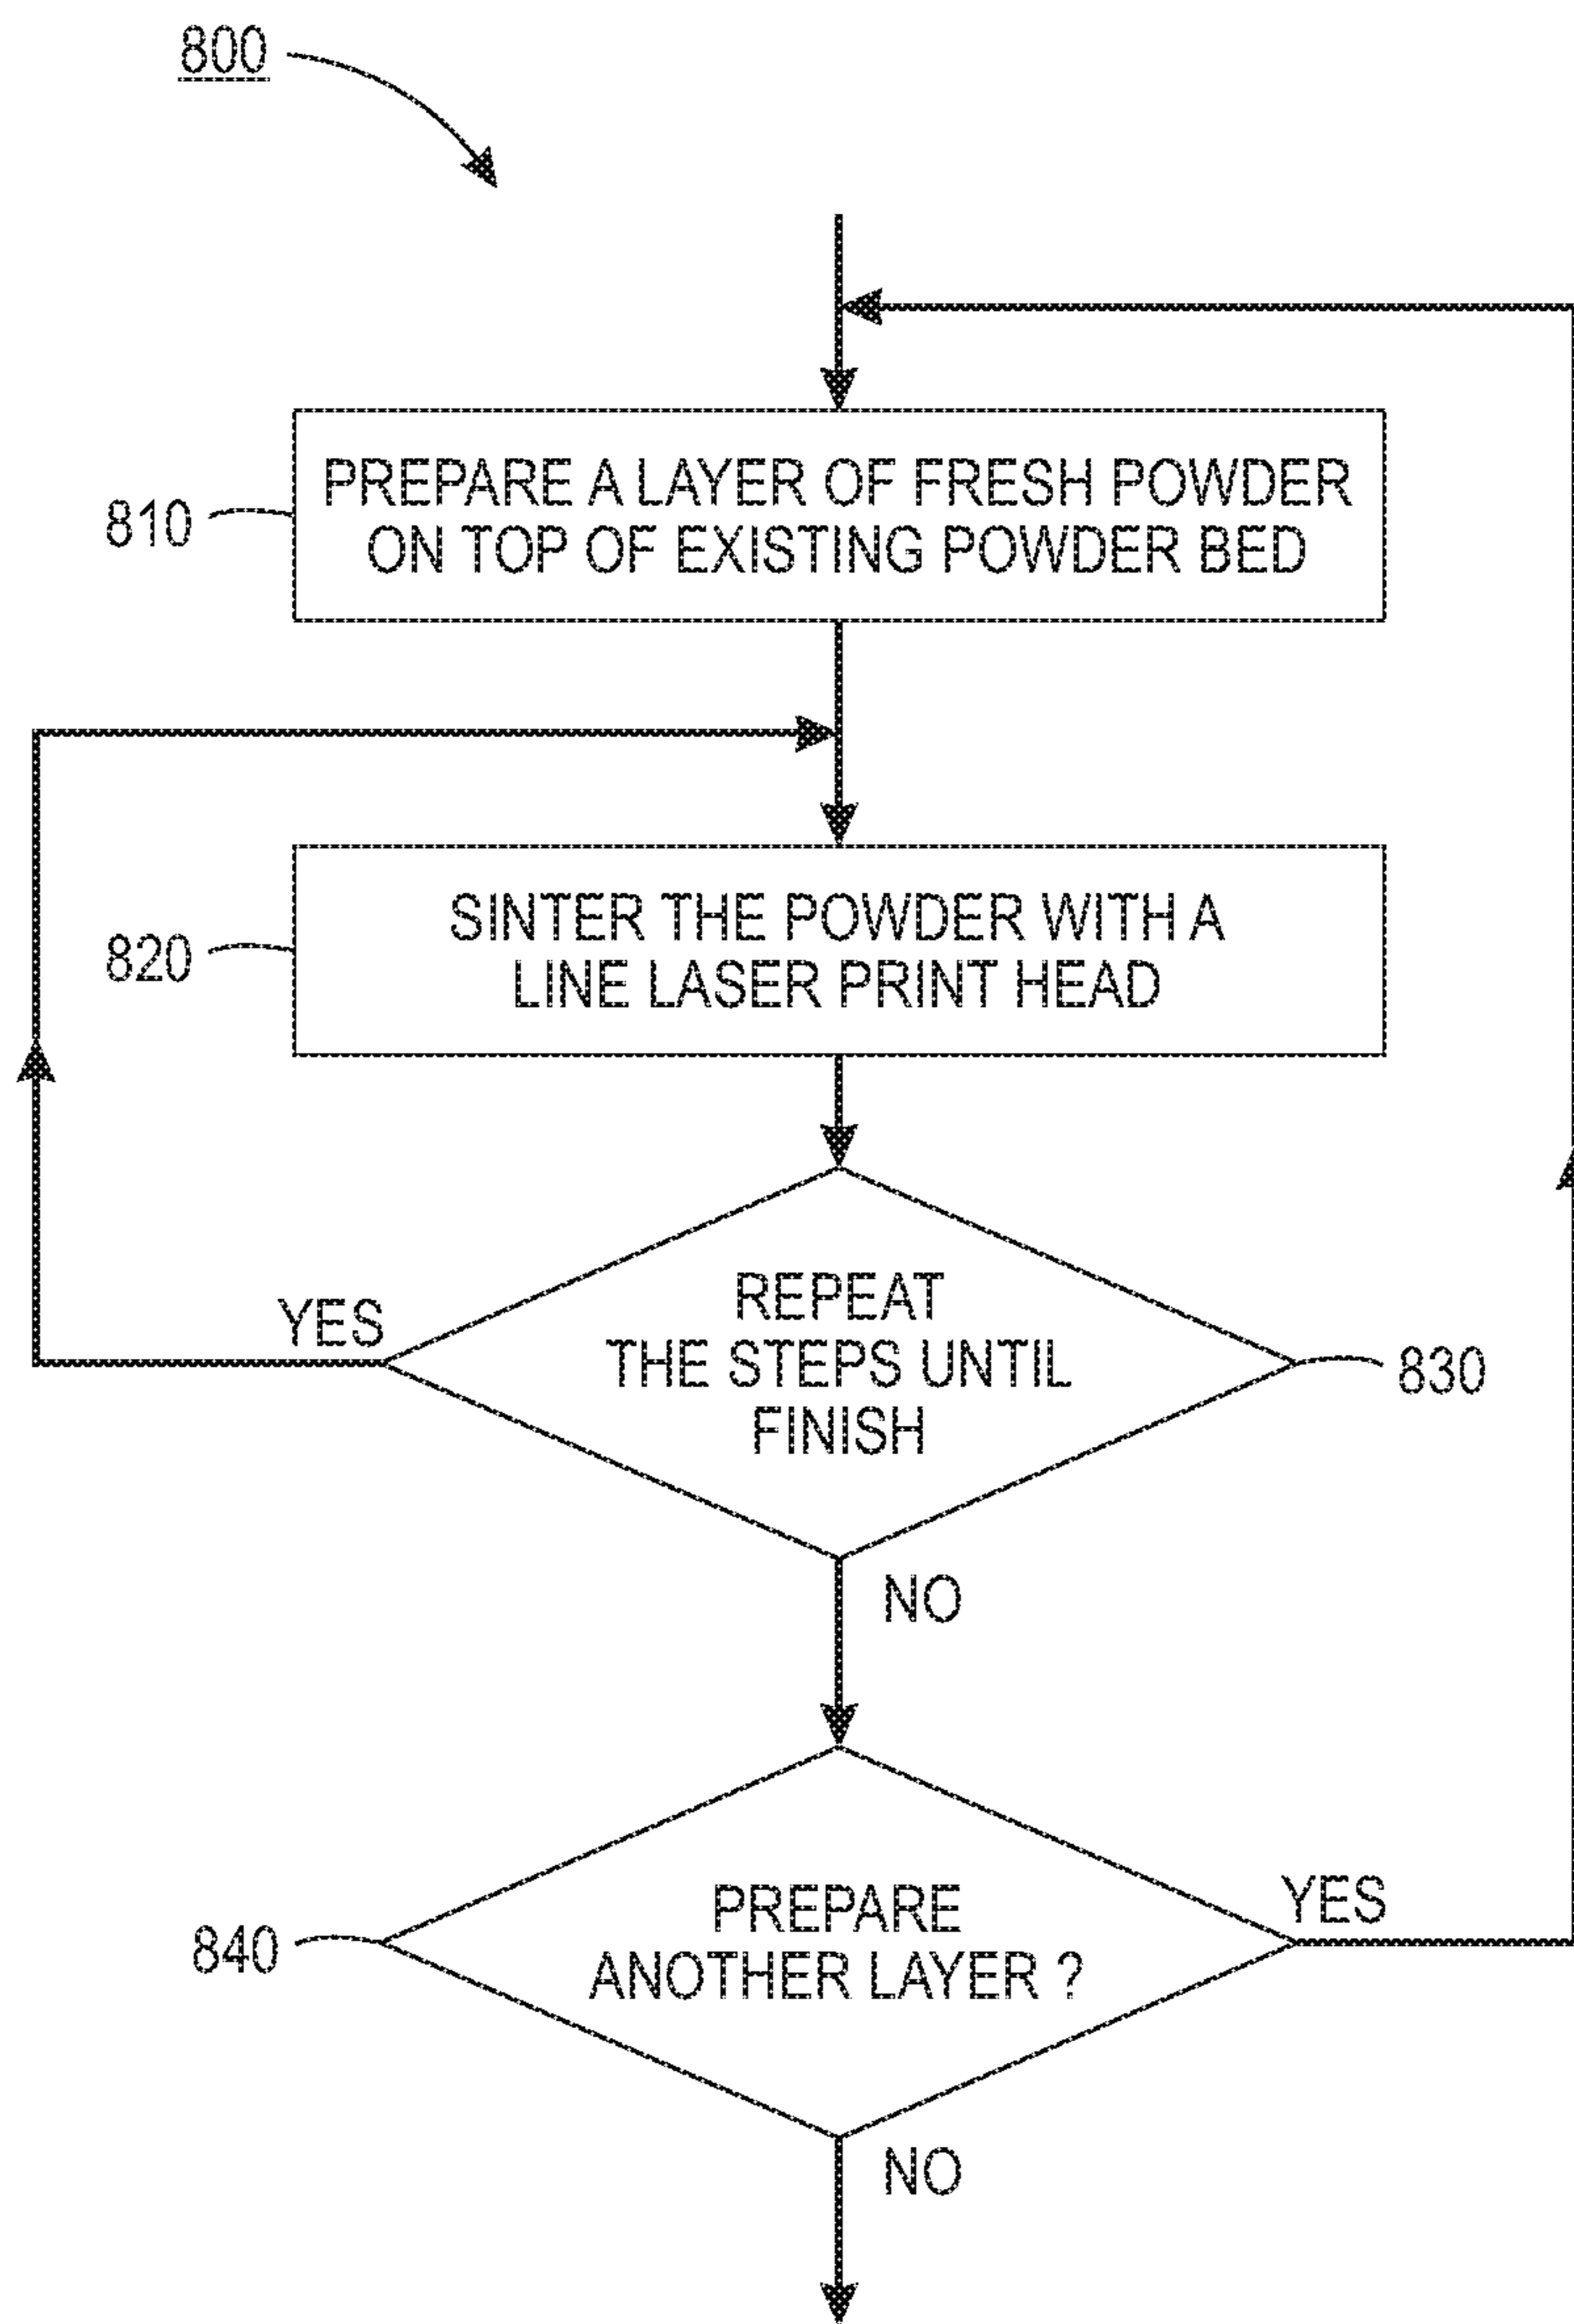 800
PREPARE A LAYER OF FRESH POWDER
ON TOP OF EXISTING POWDER BED
810
SINTER THE POWDER WITH A
LINE LASER PRINT HEAD
820
REPEAT
THE STEPS UNTIL
FINISH
YES
830
NO
PREPARE
ANOTHER LAYER ?
YES
840
NO